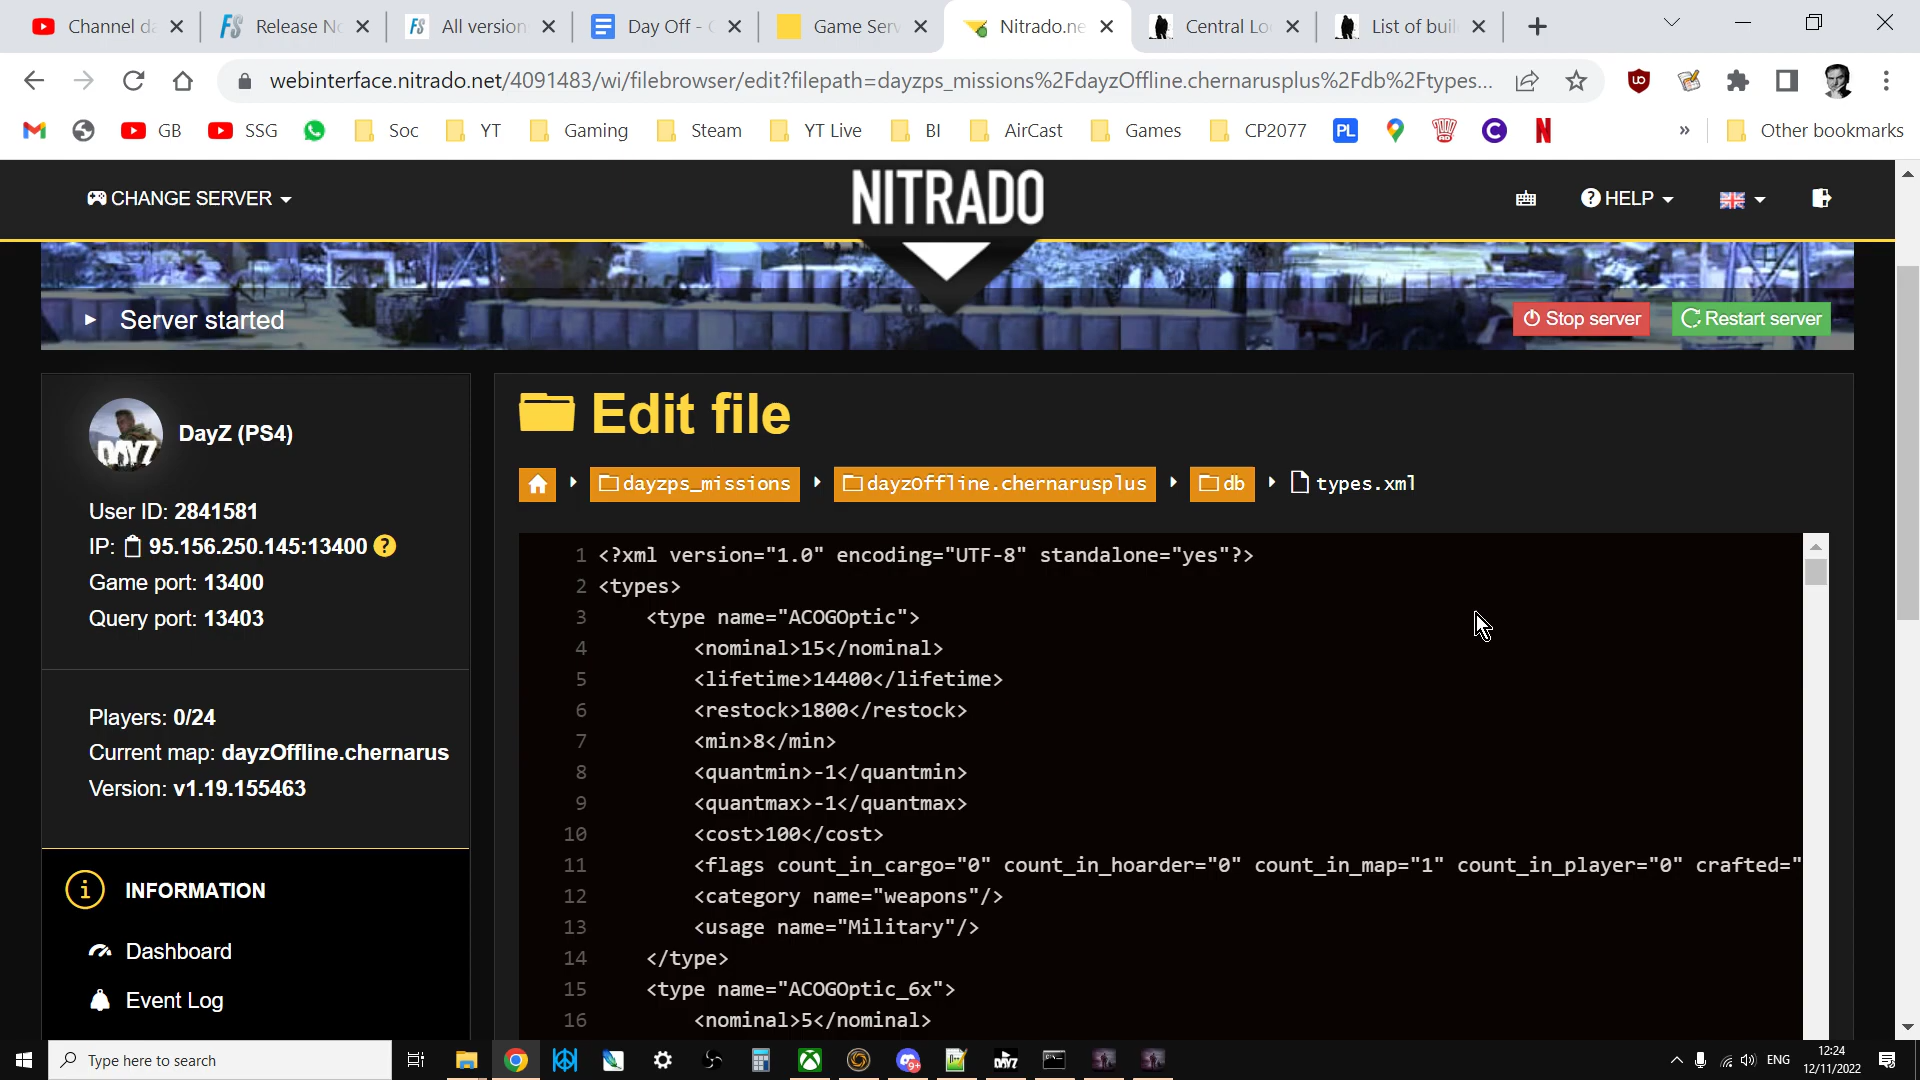 Channel da
Release No
All version
Day Off - G
Game Serv
Nitrado.ne
Central Lo
List of buil
webinterface.nitrado.net/4091483/wi/filebrowser/edit?filepath=dayzps_missions%2FdayzOffline.chernarusplus%2Fdb%2Ftypes...
GB
SSG
Soc
YT
Gaming
Steam
YT Live
BI
AirCast
Games
CP2077
PL
»
Other bookmarks
CHANGE SERVER
NITRADO
HELP
Server started
Stop server
Restart server
DAYZ
DayZ (PS4)
User ID: 2841581
IP: 95.156.250.145:13400 ?
Game port: 13400
Query port: 13403
Players: 0/24
Current map: dayzOffline.chernarus
Version: v1.19.155463
INFORMATION
Dashboard
Event Log
Edit file
dayzps_missions
dayzOffline.chernarusplus
db
types.xml
1 <?xml version="1.0" encoding="UTF-8" standalone="yes"?>
2 <types>
3 <type name="ACOGOptic">
4 <nominal>15</nominal>
5 <lifetime>14400</lifetime>
6 <restock>1800</restock>
7 <min>8</min>
8 <quantmin>-1</quantmin>
9 <quantmax>-1</quantmax>
10 <cost>100</cost>
11 <flags count_in_cargo="0" count_in_hoarder="0" count_in_map="1" count_in_player="0" crafted="
12 <category name="weapons"/>
13 <usage name="Military"/>
14 </type>
15 <type name="ACOGOptic_6x">
16 <nominal>5</nominal>
Type here to search
ENG
12:24
12/11/2022